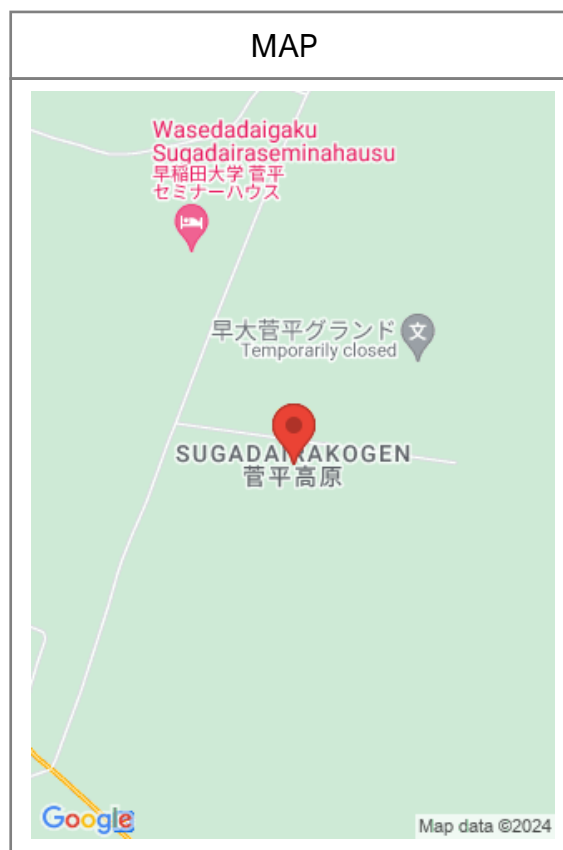 MAP
Wasedadaigaku
Sugadairaseminahausu
早稲田大学 菅平
セミナーハウス
早大菅平グランド
文
Temporarily closed
SUGADAIRAKOGEN
菅平高原
Google
Map data ©2024